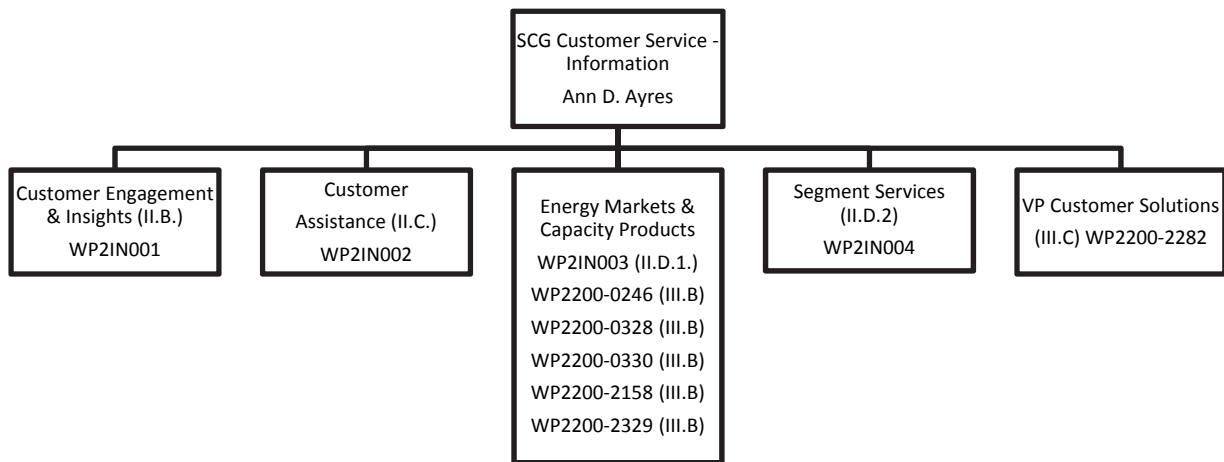 SCG Customer Service -
Information
Ann D. Ayres
Customer Engagement
& Insights (II.B.)
WP2IN001
Customer
Assistance (II.C.)
WP2IN002
Energy Markets &
Capacity Products
WP2IN003 (II.D.1.)
WP2200-0246 (III.B)
WP2200-0328 (III.B)
WP2200-0330 (III.B)
WP2200-2158 (III.B)
WP2200-2329 (III.B)
Segment Services
(II.D.2)
WP2IN004
VP Customer Solutions
(III.C) WP2200-2282